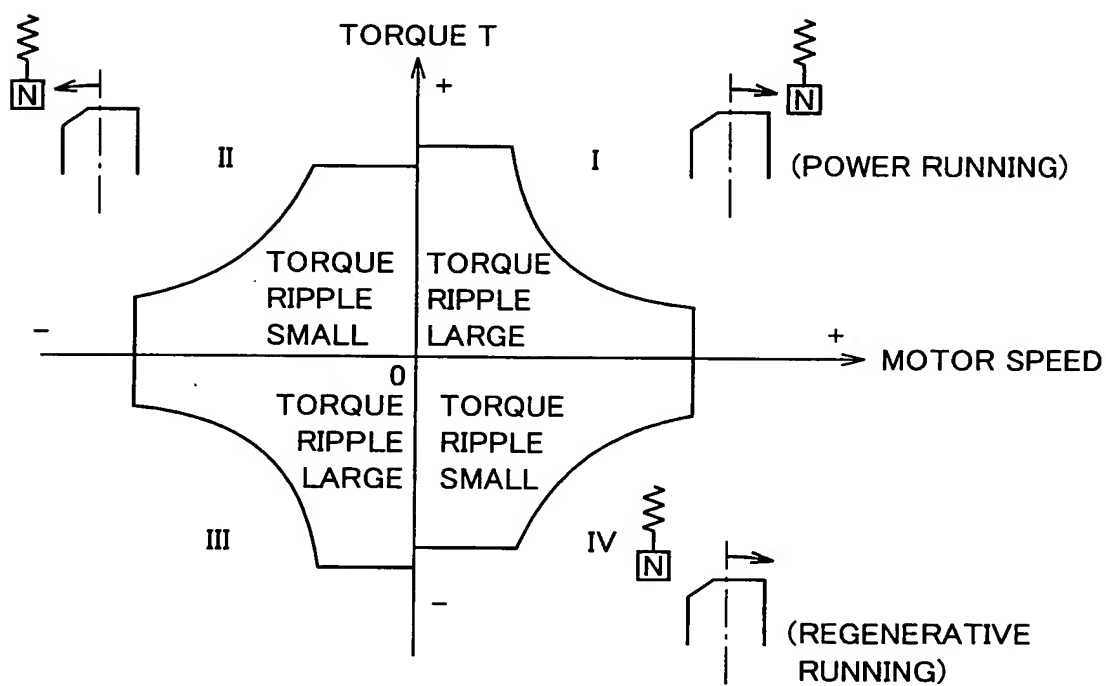 TORQUE T
N
+
N
II
I
(POWER RUNNING)
TORQUE
RIPPLE
SMALL
TORQUE
RIPPLE
LARGE
−
+
MOTOR SPEED
0
TORQUE
RIPPLE
LARGE
TORQUE
RIPPLE
SMALL
III
IV
N
−
(REGENERATIVE
RUNNING)